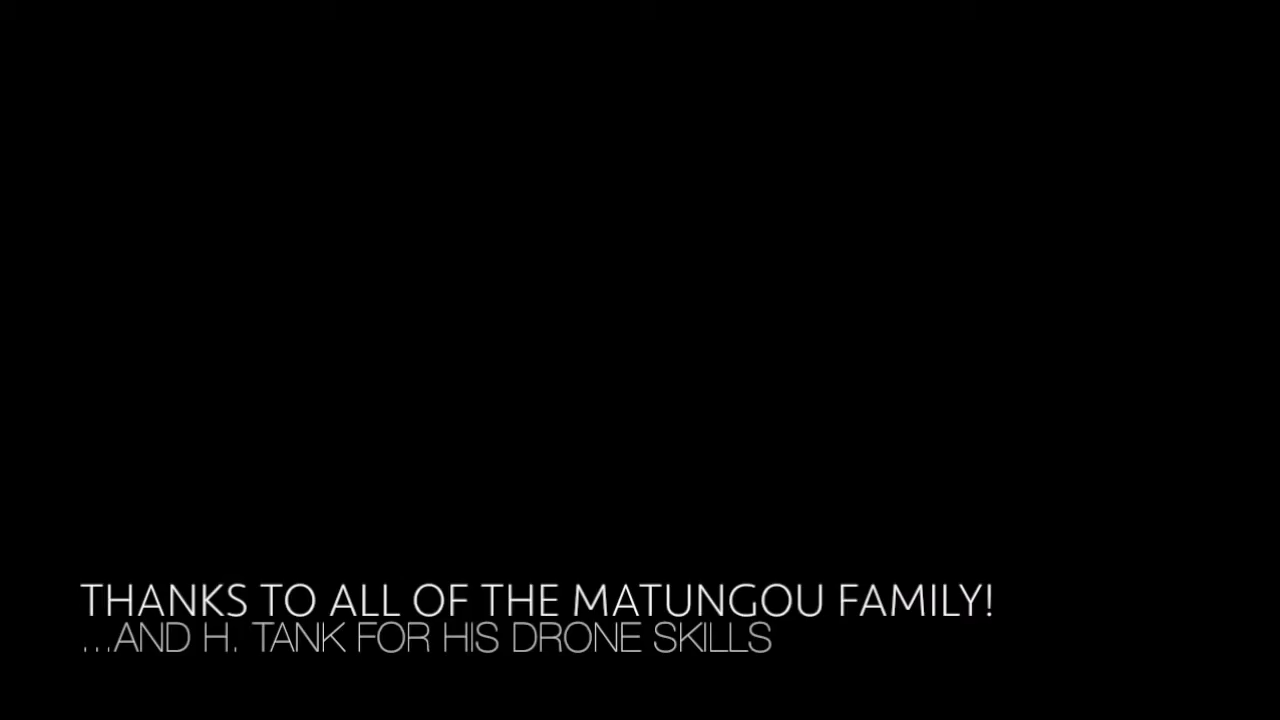 THANKS TO ALL OF THE MATUNGOU FAMILY!
...AND H. TANK FOR HIS DRONE SKILLS